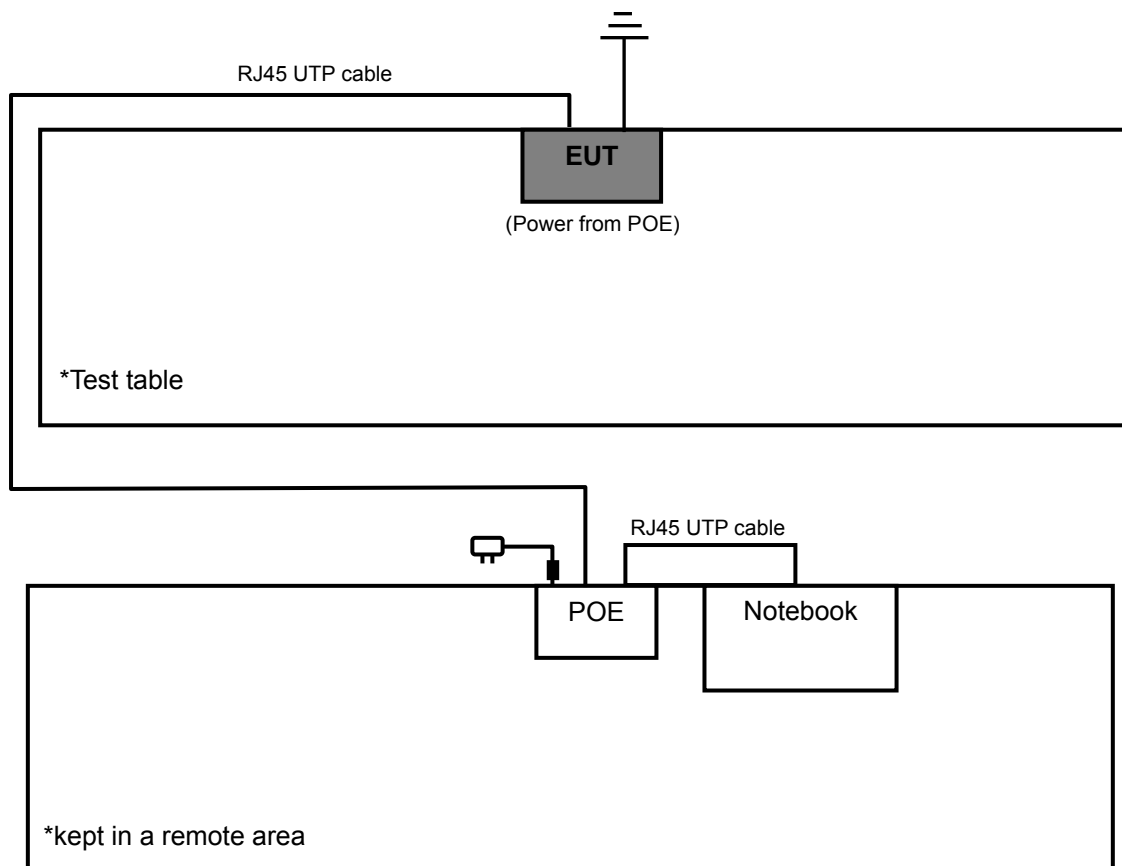 RJ45 UTP cable
EUT
(Power from POE)
*Test table
RJ45 UTP cable
POE
Notebook
*kept in a remote area